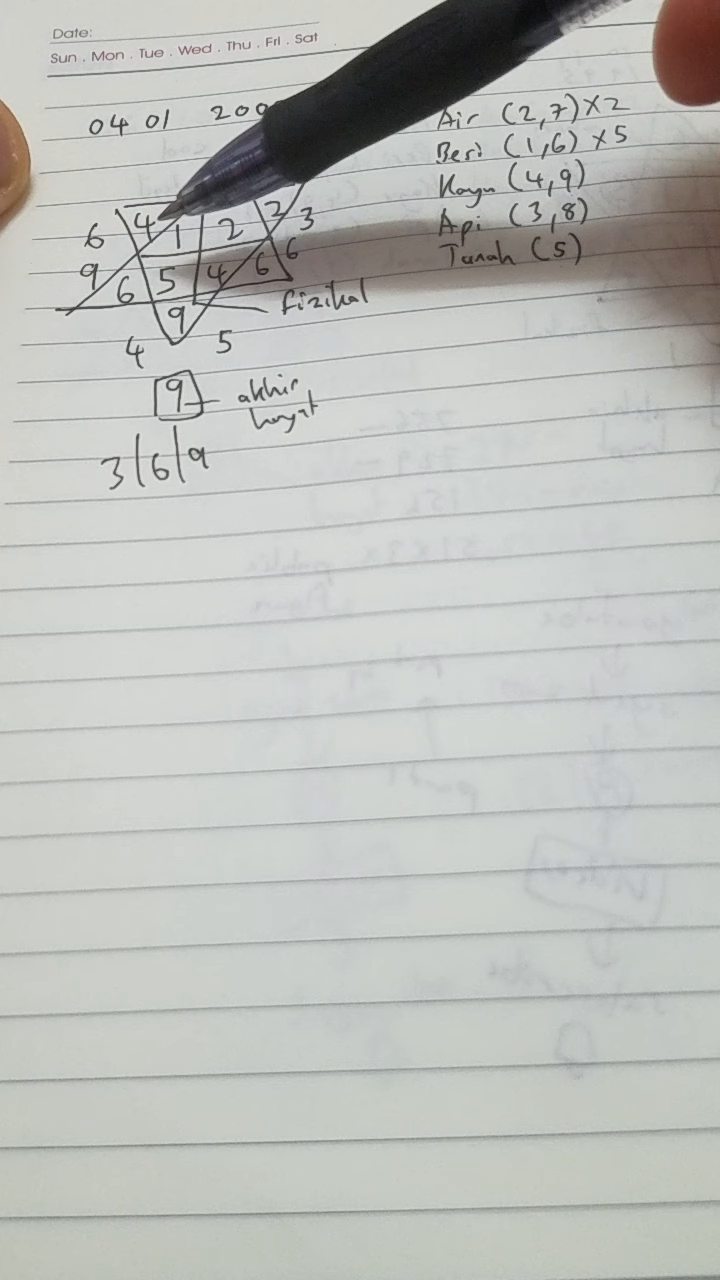 Date:
Sun . Mon . Tue . Wed . Thu . Fri . Sat
04 01 200
Air (2,7)x2
Besi (1,6) x5
Kayu (4,9)
Api (3,8)
Tanah (5)
6 4 1 2 2 3
9 6 5 4 6 6
9 fizikal
4 5
9 akhir
hayat
3/6/9